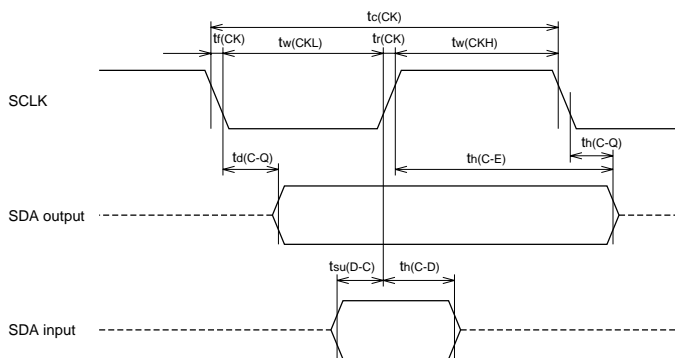 tc(CK)
tf(CK) tw(CKL) tr(CK) tw(CKH)
SCLK
td(C-Q) th(C-E) th(C-Q)
SDA output
tsu(D-C) th(C-D)
SDA input